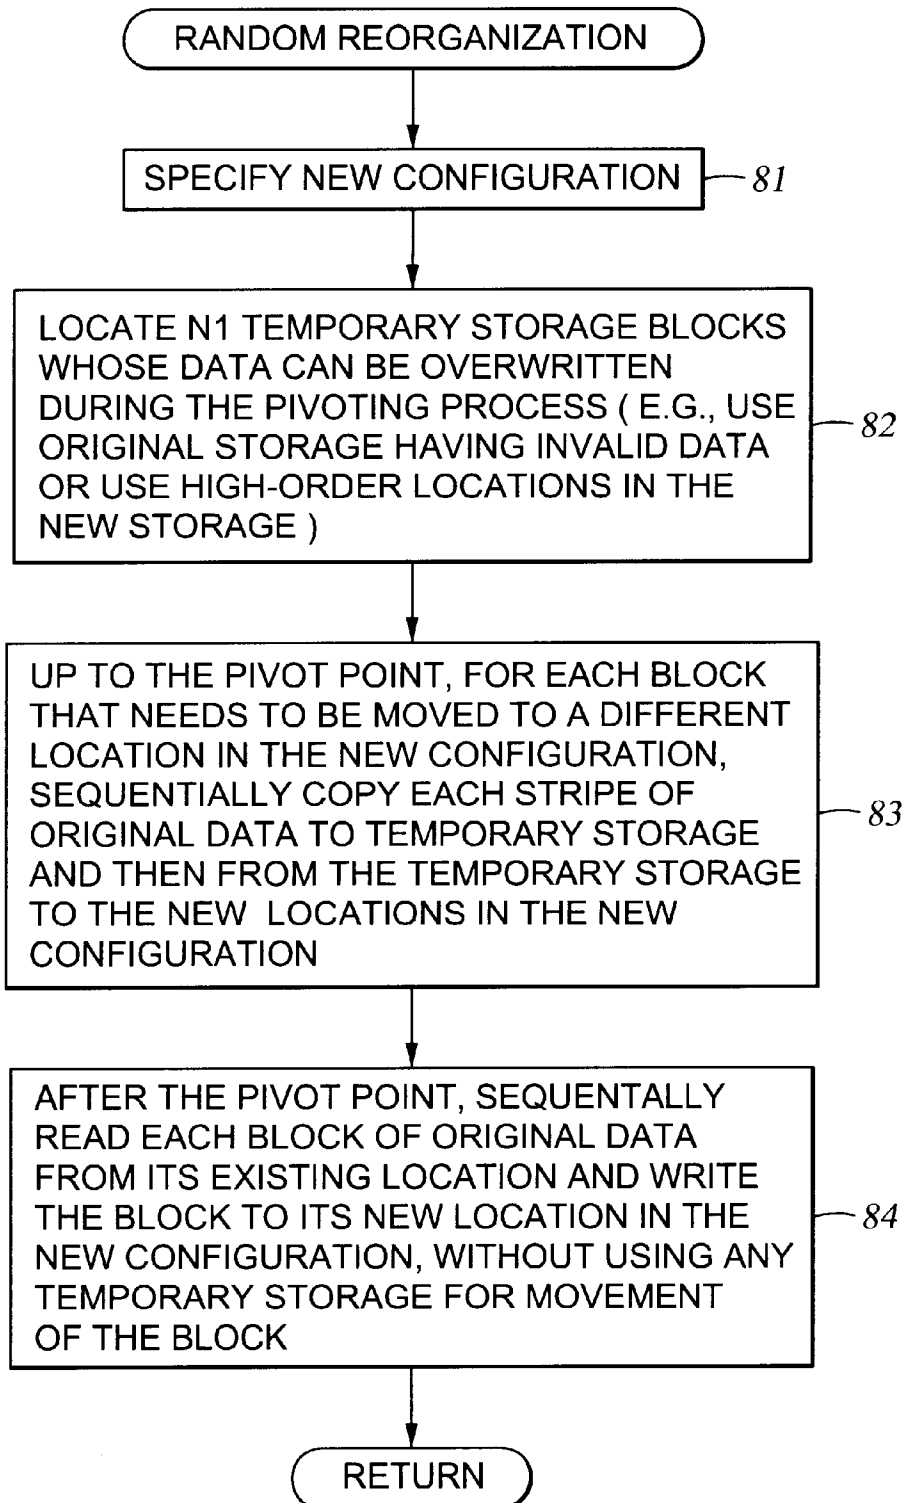 RANDOM REORGANIZATION
SPECIFY NEW CONFIGURATION
81
LOCATE N1 TEMPORARY STORAGE BLOCKS
WHOSE DATA CAN BE OVERWRITTEN
DURING THE PIVOTING PROCESS ( E.G., USE
ORIGINAL STORAGE HAVING INVALID DATA
OR USE HIGH-ORDER LOCATIONS IN THE
NEW STORAGE )
82
UP TO THE PIVOT POINT, FOR EACH BLOCK
THAT NEEDS TO BE MOVED TO A DIFFERENT
LOCATION IN THE NEW CONFIGURATION,
SEQUENTIALLY COPY EACH STRIPE OF
ORIGINAL DATA TO TEMPORARY STORAGE
AND THEN FROM THE TEMPORARY STORAGE
TO THE NEW LOCATIONS IN THE NEW
CONFIGURATION
83
AFTER THE PIVOT POINT, SEQUENTALLY
READ EACH BLOCK OF ORIGINAL DATA
FROM ITS EXISTING LOCATION AND WRITE
THE BLOCK TO ITS NEW LOCATION IN THE
NEW CONFIGURATION, WITHOUT USING ANY
TEMPORARY STORAGE FOR MOVEMENT
OF THE BLOCK
84
RETURN